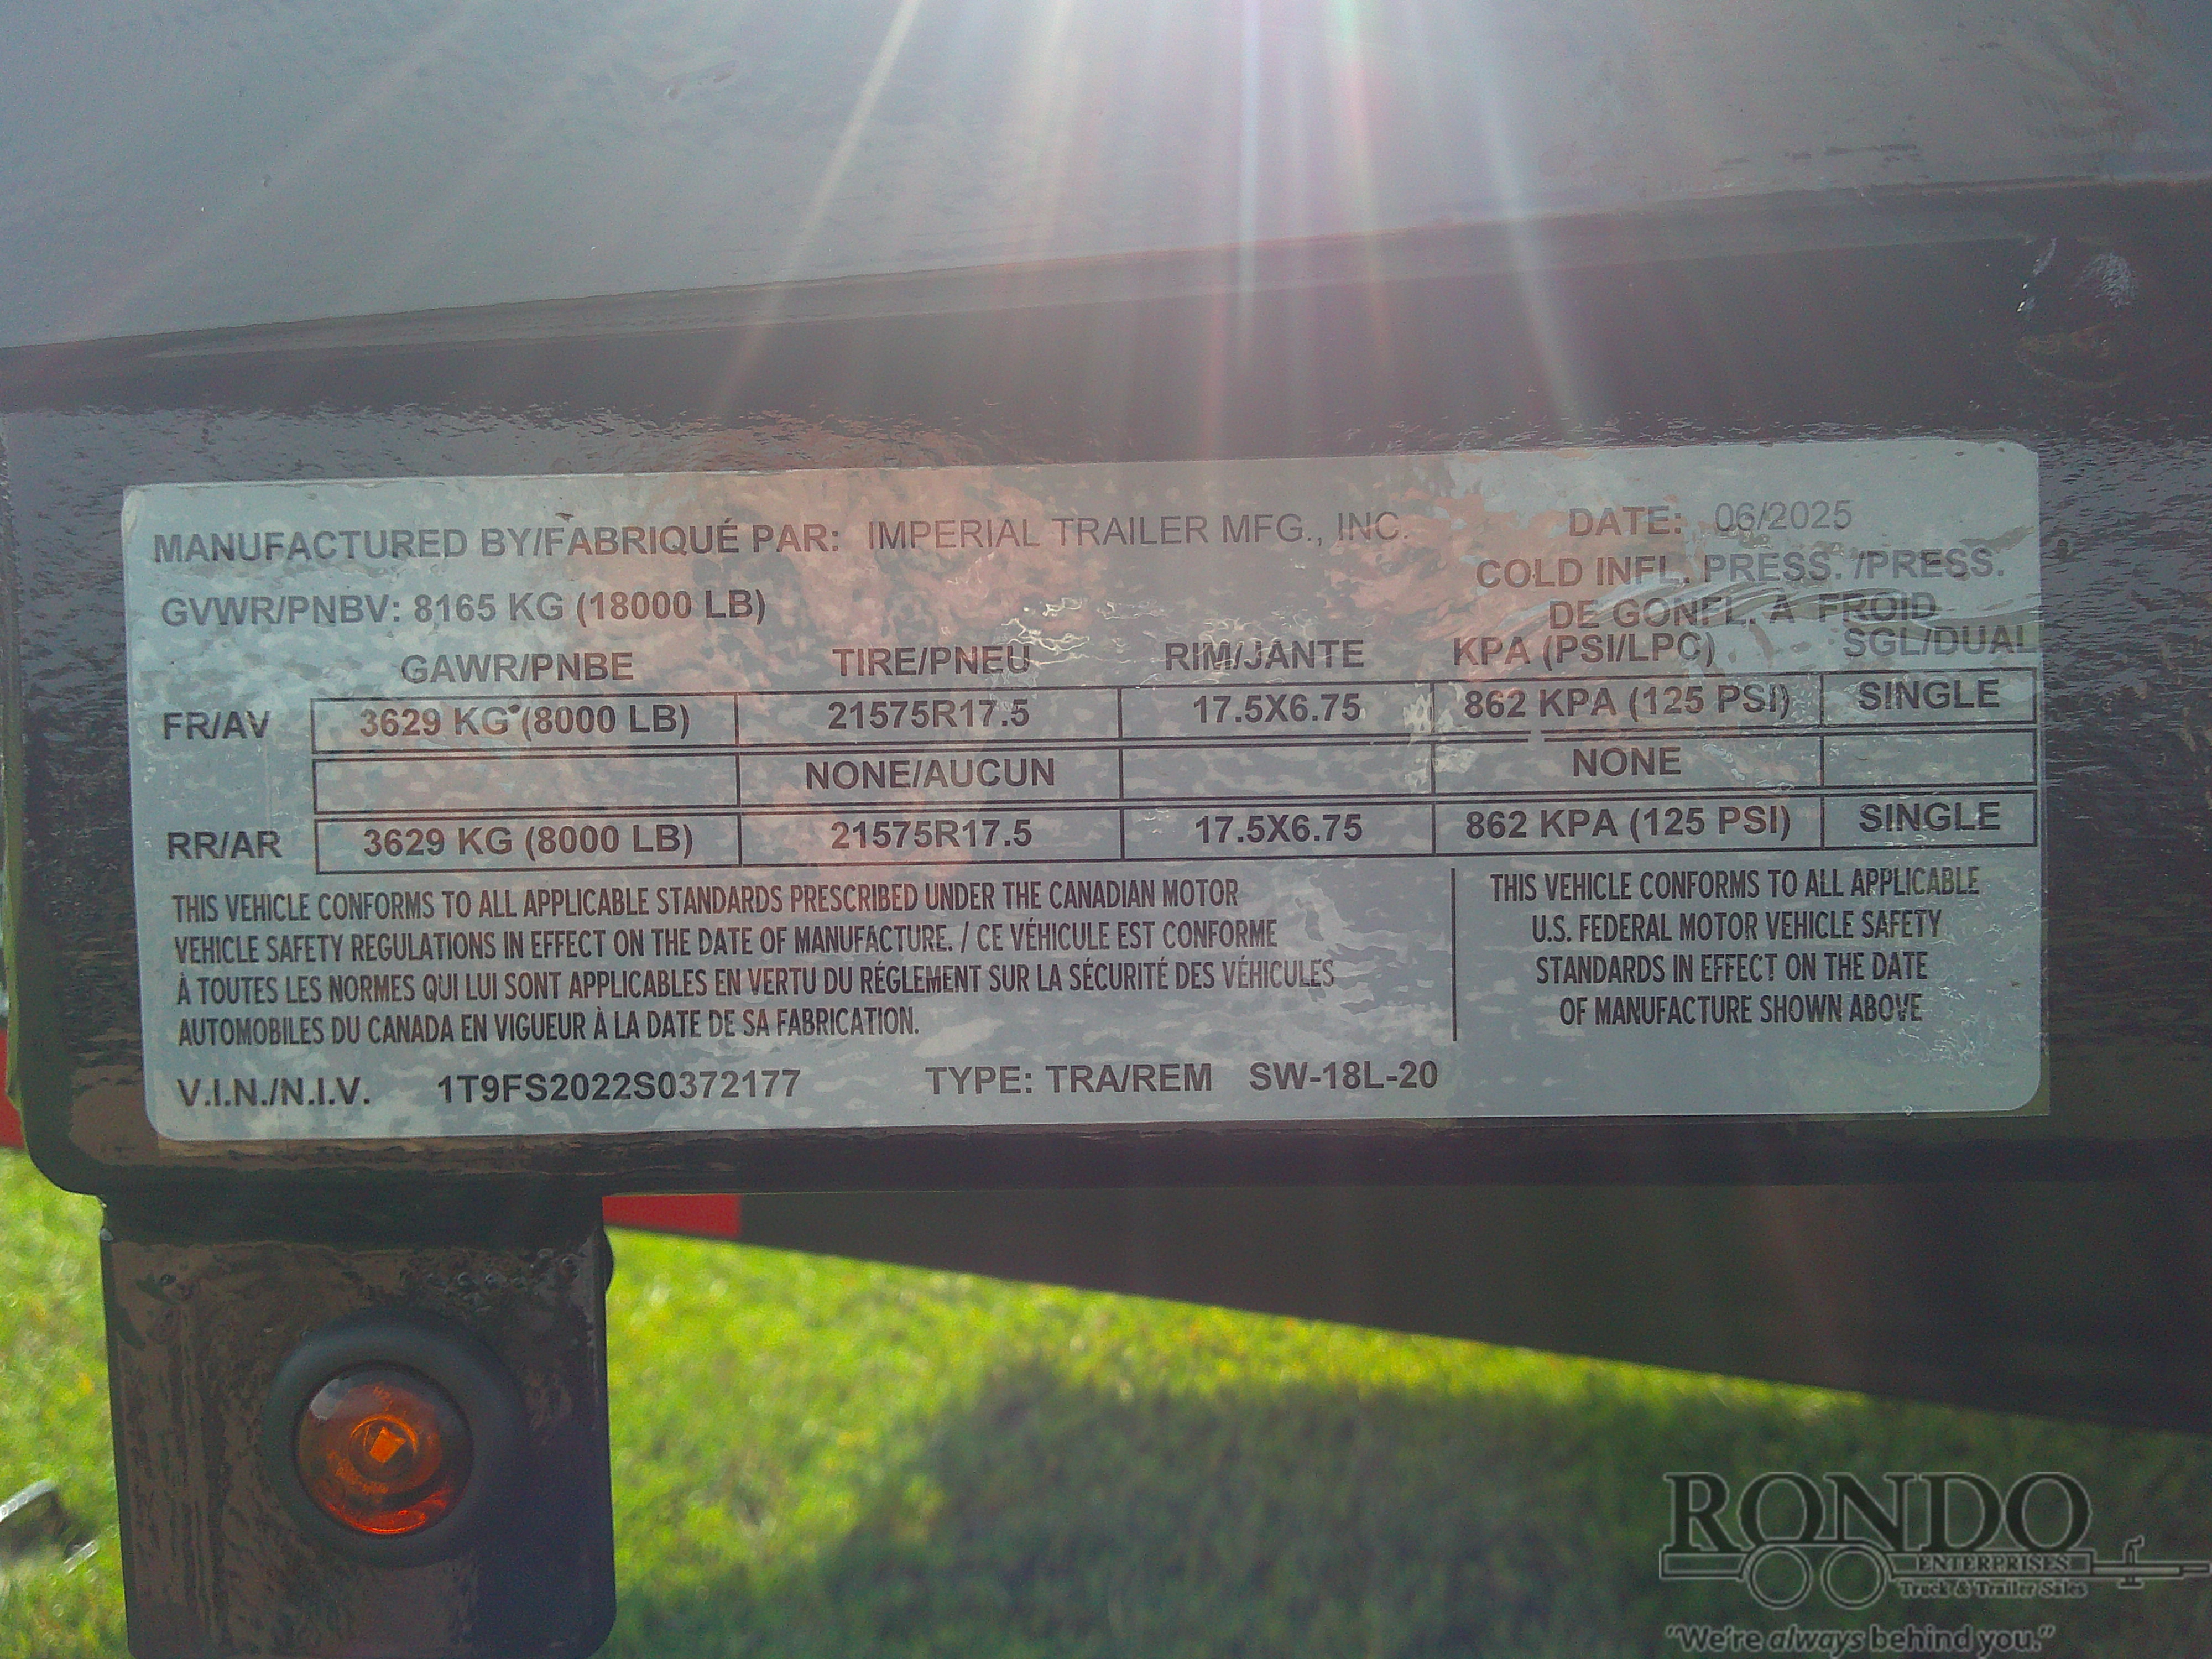 MANUFACTURED BY/FABRIQUÉ PAR: IMPERIAL TRAILER MFG., INC. DATE: 06/2025
GVWR/PNBV: 8165 KG (18000 LB)
COLD INFL. PRESS. /PRESS.
DE GONFL. À FROID
GAWR/PNBE TIRE/PNEU RIM/JANTE KPA (PSI/LPC) SGL/DUAL
FR/AV 3629 KG (8000 LB) 21575R17.5 17.5X6.75 862 KPA (125 PSI) SINGLE
NONE/AUCUN NONE
RR/AR 3629 KG (8000 LB) 21575R17.5 17.5X6.75 862 KPA (125 PSI) SINGLE
THIS VEHICLE CONFORMS TO ALL APPLICABLE STANDARDS PRESCRIBED UNDER THE CANADIAN MOTOR
VEHICLE SAFETY REGULATIONS IN EFFECT ON THE DATE OF MANUFACTURE. / CE VÉHICULE EST CONFORME
À TOUTES LES NORMES QUI LUI SONT APPLICABLES EN VERTU DU RÉGLEMENT SUR LA SÉCURITÉ DES VÉHICULES
AUTOMOBILES DU CANADA EN VIGUEUR À LA DATE DE SA FABRICATION.
THIS VEHICLE CONFORMS TO ALL APPLICABLE
U.S. FEDERAL MOTOR VEHICLE SAFETY
STANDARDS IN EFFECT ON THE DATE
OF MANUFACTURE SHOWN ABOVE
V.I.N./N.I.V. 1T9FS2022S0372177 TYPE: TRA/REM SW-18L-20
RONDO
ENTERPRISES
Truck & Trailer Sales
"We're always behind you."